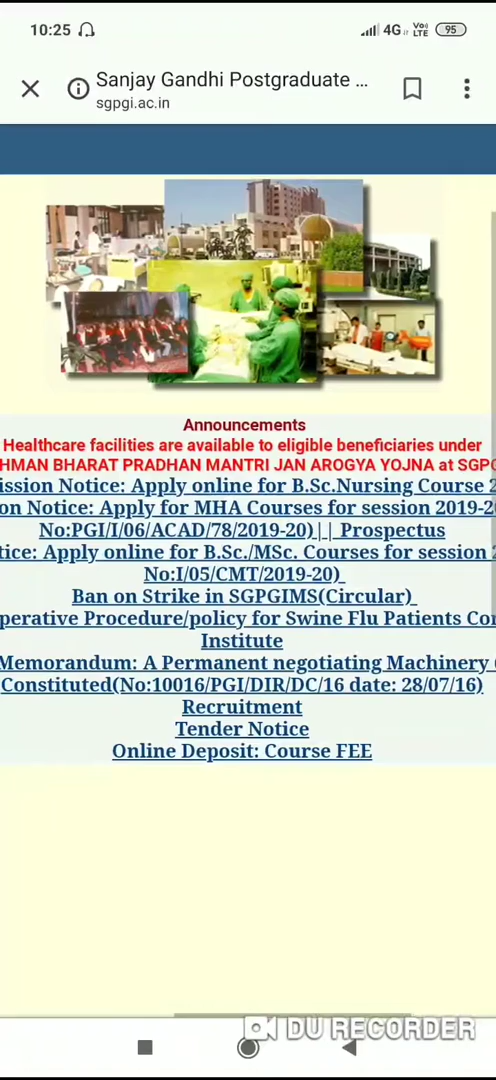 10:25
4G
Vo)
LTE
95
Sanjay Gandhi Postgraduate ...
sgpgi.ac.in
Announcements
Healthcare facilities are available to eligible beneficiaries under
HMAN BHARAT PRADHAN MANTRI JAN AROGYA YOJNA at SGPG
ission Notice: Apply online for B.Sc.Nursing Course 2
on Notice: Apply for MHA Courses for session 2019-20
No:PGI/I/06/ACAD/78/2019-20)|| Prospectus
tice: Apply online for B.Sc./MSc. Courses for session 2
No:I/05/CMT/2019-20)
Ban on Strike in SGPGIMS(Circular)
perative Procedure/policy for Swine Flu Patients Con
Institute
Memorandum: A Permanent negotiating Machinery (
Constituted(No:10016/PGI/DIR/DC/16 date: 28/07/16)
Recruitment
Tender Notice
Online Deposit: Course FEE
DU RECORDER